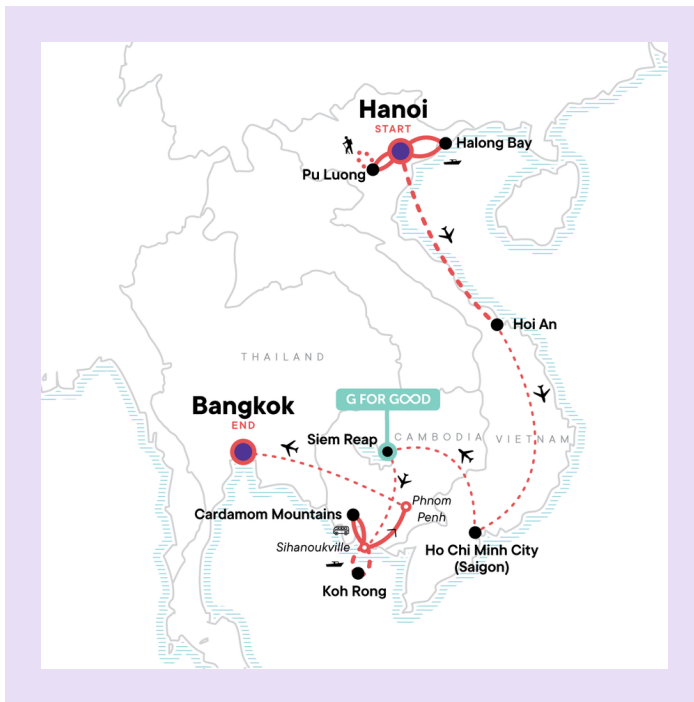 Hanoi
START
Halong Bay
Pu Luong
Hoi An
THAILAND
G FOR GOOD
Bangkok
END
Siem Reap
CAMBODIA
VIETNAM
Phnom
Penh
Cardamom Mountains
Sihanoukville
Ho Chi Minh City
(Saigon)
Koh Rong